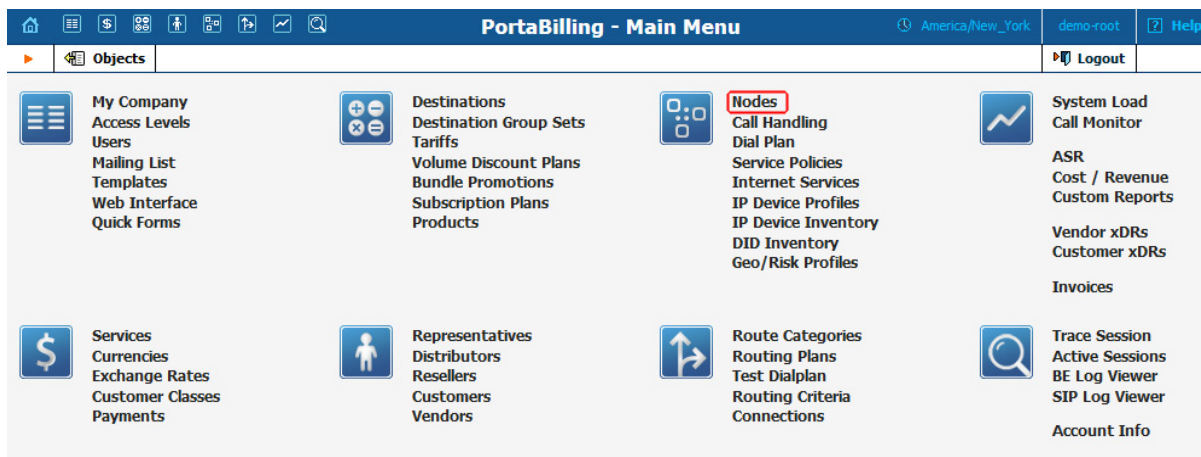 PortaBilling - Main Menu
America/New_York
demo-root
? Help
Objects
Logout
My Company
Access Levels
Users
Mailing List
Templates
Web Interface
Quick Forms
Destinations
Destination Group Sets
Tariffs
Volume Discount Plans
Bundle Promotions
Subscription Plans
Products
Nodes
Call Handling
Dial Plan
Service Policies
Internet Services
IP Device Profiles
IP Device Inventory
DID Inventory
Geo/Risk Profiles
System Load
Call Monitor
ASR
Cost / Revenue
Custom Reports
Vendor xDRs
Customer xDRs
Invoices
Services
Currencies
Exchange Rates
Customer Classes
Payments
Representatives
Distributors
Resellers
Customers
Vendors
Route Categories
Routing Plans
Test Dialplan
Routing Criteria
Connections
Trace Session
Active Sessions
BE Log Viewer
SIP Log Viewer
Account Info